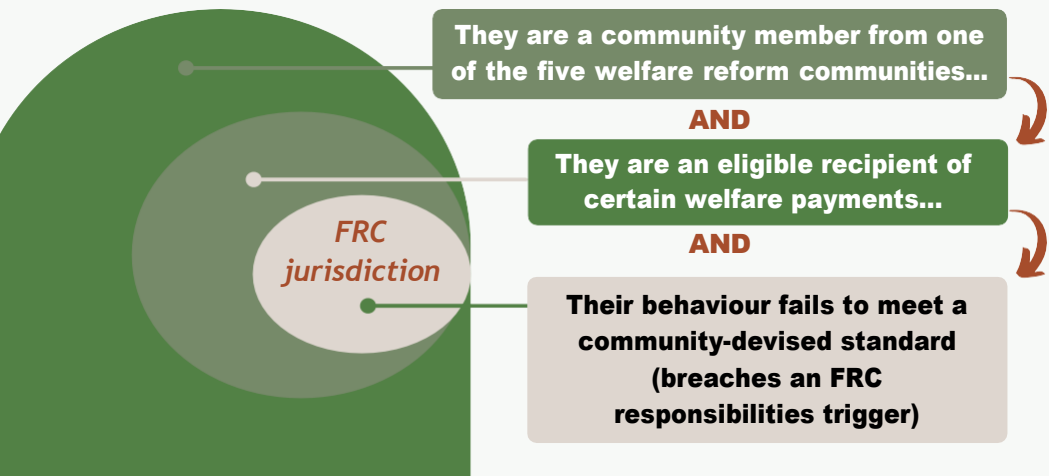 They are a community member from one
of the five welfare reform communities...
AND
They are an eligible recipient of
certain welfare payments...
AND
FRC
jurisdiction
Their behaviour fails to meet a
community-devised standard
(breaches an FRC
responsibilities trigger)